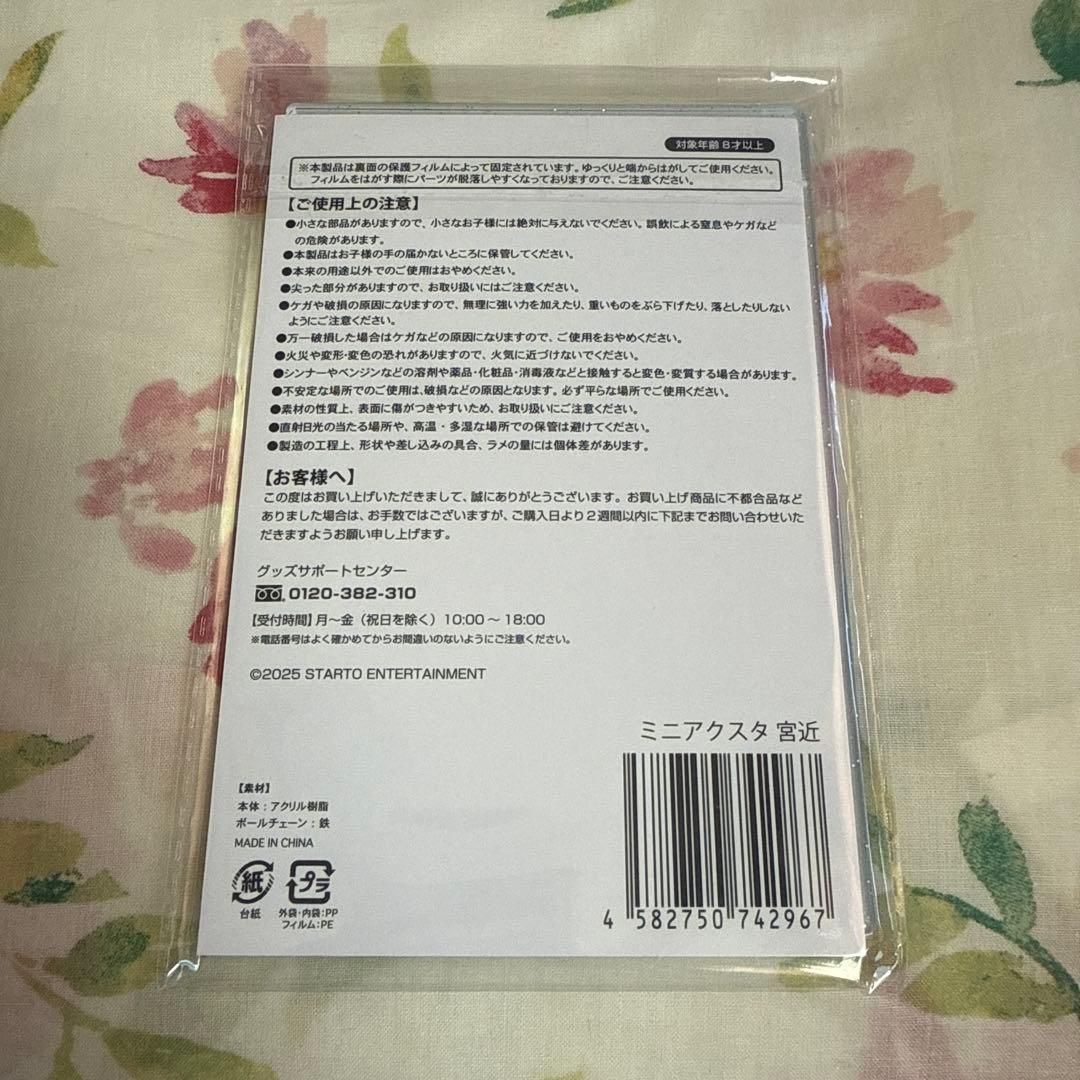 対象年齢 8才以上
※本製品は裏面の保護フィルムによって固定されています。ゆっくりと端からはがしてご使用ください。
フィルムをはがす際にパーツが脱落しやすくなっておりますので、ご注意ください。
【ご使用上の注意】
●小さな部品がありますので、小さなお子様には絶対に与えないでください。誤飲による窒息やケガなど
の危険があります。
●本製品はお子様の手の届かないところに保管してください。
●本来の用途以外でのご使用はおやめください。
●尖った部分がありますので、お取り扱いにはご注意ください。
●ケガや破損の原因になりますので、無理に強い力を加えたり、重いものをぶら下げたり、落としたりしない
ようにご注意ください。
●万一破損した場合はケガなどの原因になりますので、ご使用をおやめください。
●火災や変形・変色の恐れがありますので、火気に近づけないでください。
●シンナーやベンジンなどの溶剤や薬品・化粧品・消毒液などと接触すると変色・変質する場合があります。
●不安定な場所でのご使用は、破損などの原因となります。必ず平らな場所でご使用ください。
●素材の性質上、表面に傷がつきやすいため、お取り扱いにご注意ください。
●直射日光の当たる場所や、高温・多湿な場所での保管は避けてください。
●製造の工程上、形状や差し込みの具合、ラメの量には個体差があります。
【お客様へ】
この度はお買い上げいただきまして、誠にありがとうございます。お買い上げ商品に不都合品など
ありました場合は、お手数ではございますが、ご購入日より2週間以内に下記までお問い合わせいた
だきますようお願い申し上げます。
グッズサポートセンター
0120-382-310
【受付時間】月～金（祝日を除く）10:00～18:00
※電話番号はよく確かめてからお間違いのないようにご注意ください。
©2025 STARTO ENTERTAINMENT
ミニアクスタ 宮近
【素材】
本体：アクリル樹脂
ボールチェーン：鉄
MADE IN CHINA
紙 プラ
台紙 外袋・内袋：PP
フィルム：PE
4 582750 742967